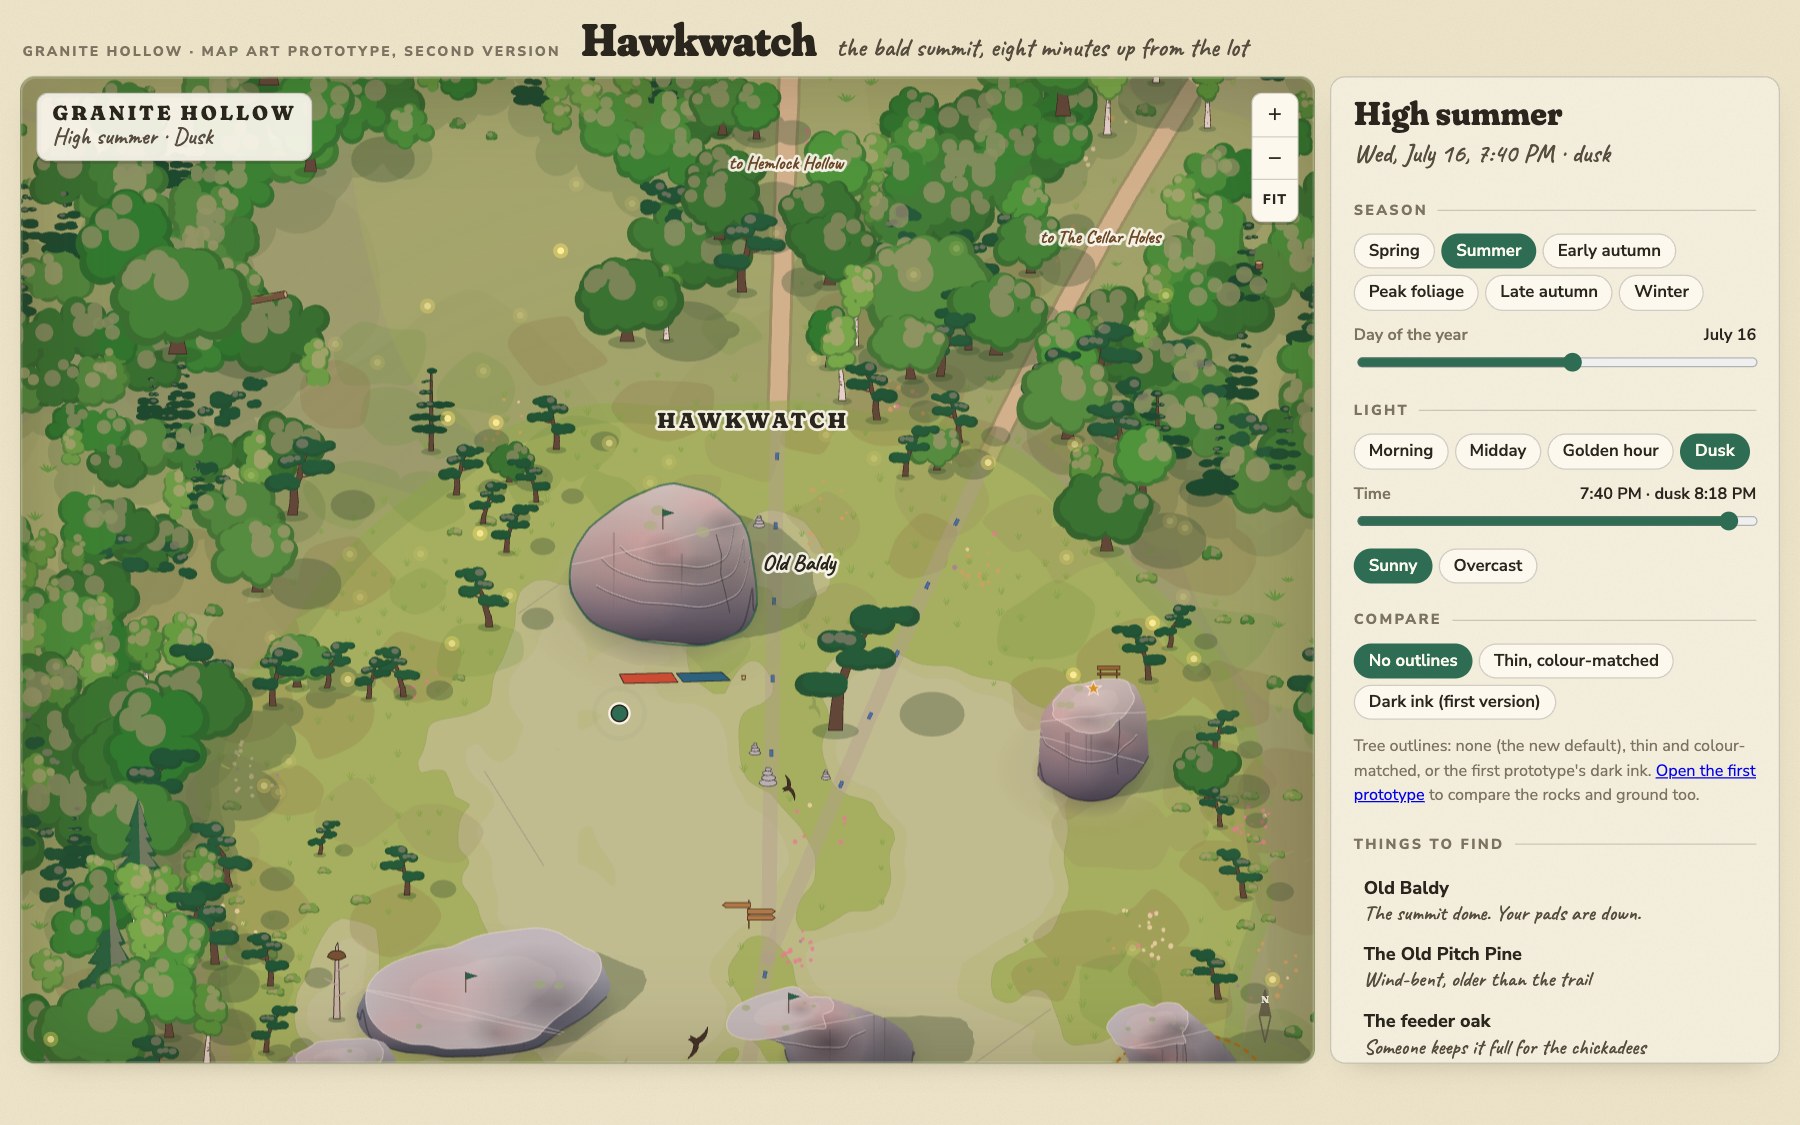 GRANITE HOLLOW · MAP ART PROTOTYPE, SECOND VERSION
Hawkwatch
the bald summit, eight minutes up from the lot
GRANITE HOLLOW
High summer · Dusk
to Hemlock Hollow
to The Cellar Holes
HAWKWATCH
Old Baldy
N
+
−
FIT
High summer
Wed, July 16, 7:40 PM · dusk
SEASON
Spring
Summer
Early autumn
Peak foliage
Late autumn
Winter
Day of the year
July 16
LIGHT
Morning
Midday
Golden hour
Dusk
Time
7:40 PM · dusk 8:18 PM
Sunny
Overcast
COMPARE
No outlines
Thin, colour-matched
Dark ink (first version)
Tree outlines: none (the new default), thin and colour-
matched, or the first prototype's dark ink. Open the first
prototype to compare the rocks and ground too.
THINGS TO FIND
Old Baldy
The summit dome. Your pads are down.
The Old Pitch Pine
Wind-bent, older than the trail
The feeder oak
Someone keeps it full for the chickadees